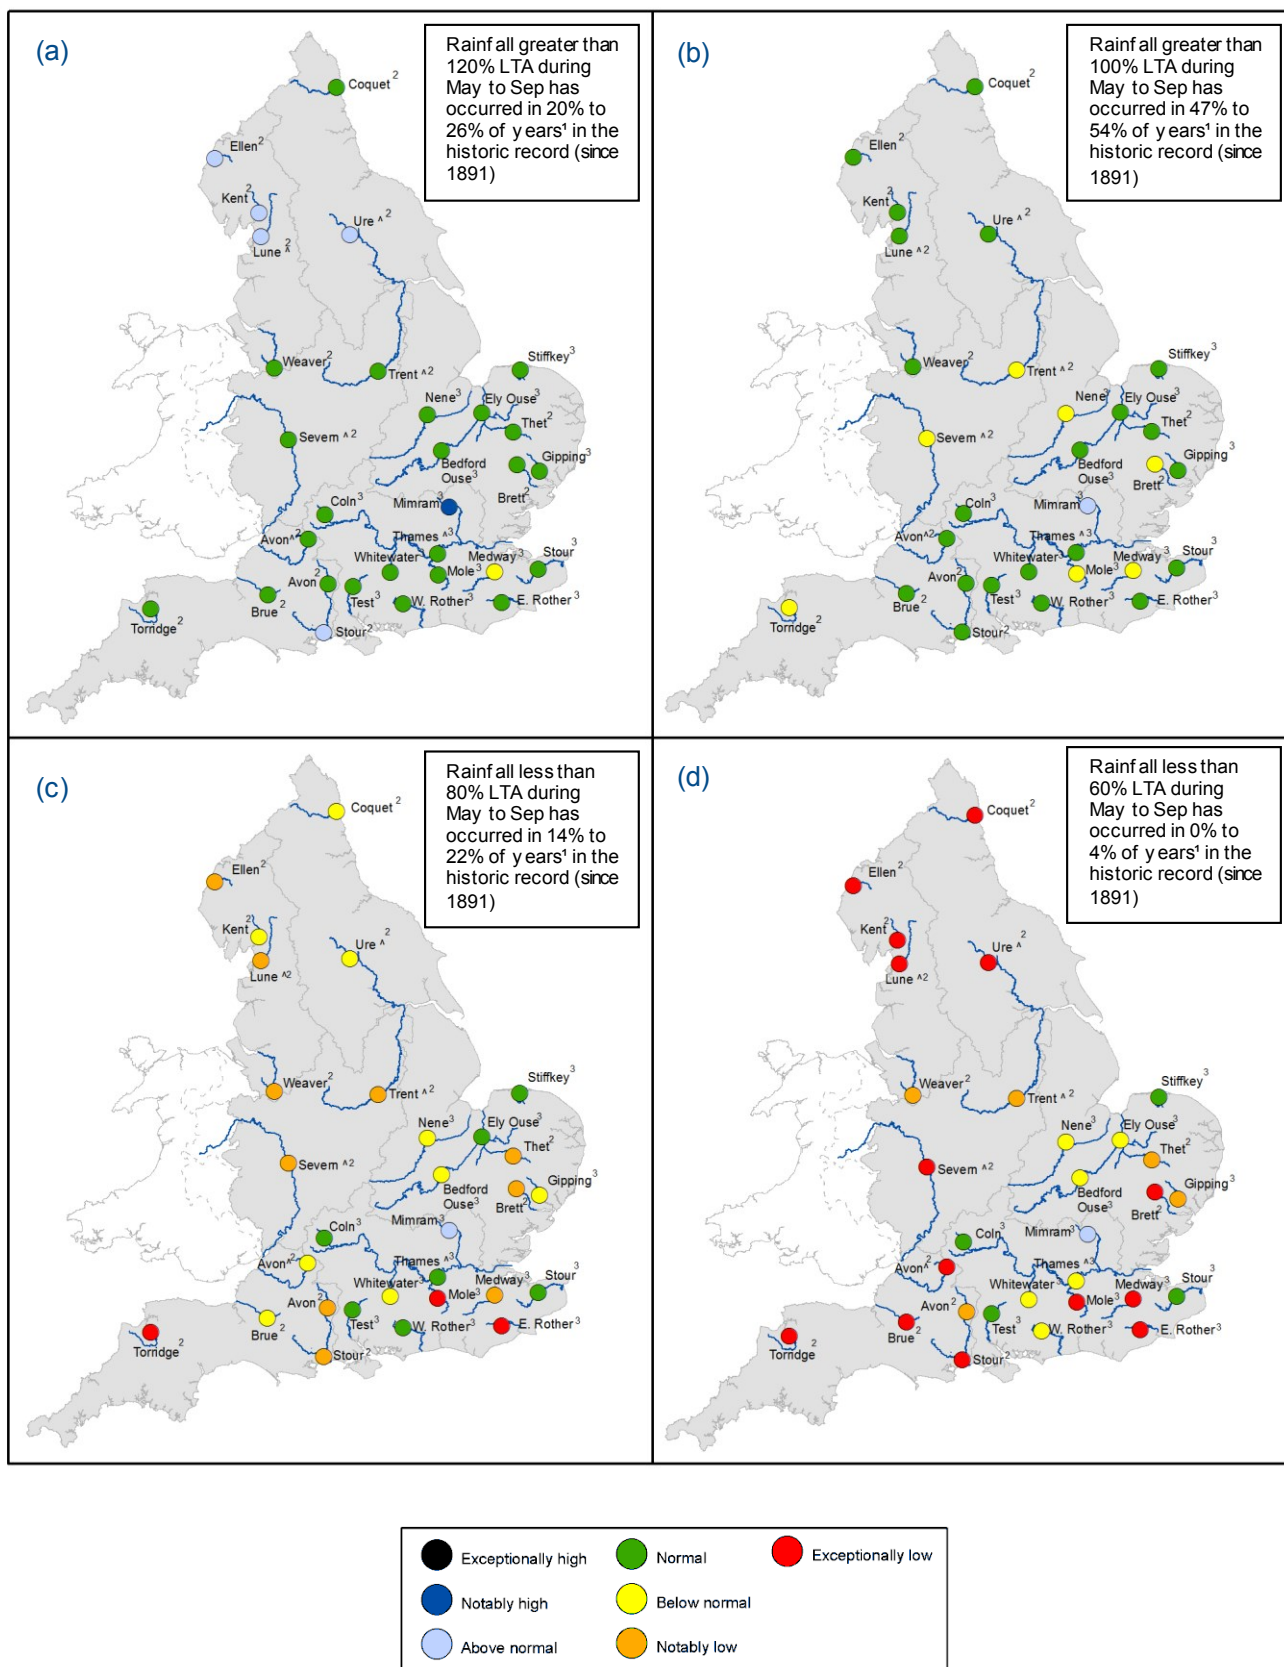 (a)
Rainfall greater than
120% LTA during
May to Sep has
occurred in 20% to
26% of years¹ in the
historic record (since
1891)
Coquet ²
Ellen ²
Kent ²
Lune ^ ²
Ure ^ ²
Weaver ²
Trent ^ ²
Stiffkey ³
Nene ³
Ely Ouse ³
Thet ²
Severn ^ ²
Bedford
Ouse ³
Gipping ³
Brett ²
Coln ³
Mimram ³
Avon ^ ²
Thames ^ ³
Whitewater ³
Medway ³
Stour ³
Mole ³
Avon ²
Brue ²
Test ³
W. Rother ³
E. Rother ³
Torridge ²
Stour ²
(b)
Rainfall greater than
100% LTA during
May to Sep has
occurred in 47% to
54% of years¹ in the
historic record (since
1891)
Coquet ²
Ellen ²
Kent ²
Lune ^ ²
Ure ^ ²
Weaver ²
Trent ^ ²
Stiffkey ³
Nene ³
Ely Ouse ³
Thet ²
Severn ^ ²
Bedford
Ouse ³
Gipping ³
Brett ²
Coln ³
Mimram ³
Avon ^ ²
Thames ^ ³
Whitewater ³
Medway ³
Stour ³
Mole ³
Avon ²
Brue ²
Test ³
W. Rother ³
E. Rother ³
Torridge ²
Stour ²
(c)
Rainfall less than
80% LTA during
May to Sep has
occurred in 14% to
22% of years¹ in the
historic record (since
1891)
Coquet ²
Ellen ²
Kent ²
Lune ^ ²
Ure ^ ²
Weaver ²
Trent ^ ²
Stiffkey ³
Nene ³
Ely Ouse ³
Thet ²
Severn ^ ²
Bedford
Ouse ³
Gipping ³
Brett ²
Coln ³
Mimram ³
Avon ^ ²
Thames ^ ³
Whitewater ³
Medway ³
Stour ³
Mole ³
Avon ²
Brue ²
Test ³
W. Rother ³
E. Rother ³
Torridge ²
Stour ²
(d)
Rainfall less than
60% LTA during
May to Sep has
occurred in 0% to
4% of years¹ in the
historic record (since
1891)
Coquet ²
Ellen ²
Kent ²
Lune ^ ²
Ure ^ ²
Weaver ²
Trent ^ ²
Stiffkey ³
Nene ³
Ely Ouse ³
Thet ²
Severn ^ ²
Bedford
Ouse ³
Gipping ³
Brett ²
Coln ³
Mimram ³
Avon ^ ²
Thames ^ ³
Whitewater ³
Medway ³
Stour ³
Mole ³
Avon ²
Brue ²
Test ³
W. Rother ³
E. Rother ³
Torridge ²
Stour ²
Exceptionally high
Normal
Exceptionally low
Notably high
Below normal
Above normal
Notably low